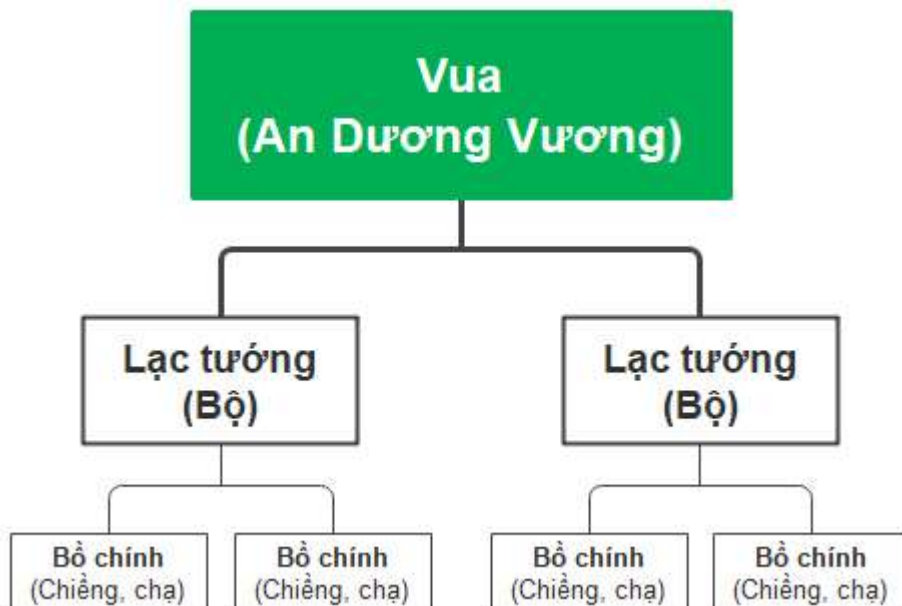 Vua
(An Dương Vương)
Lạc tướng
(Bộ)
Lạc tướng
(Bộ)
Bồ chính
(Chiềng, chạ)
Bồ chính
(Chiềng, chạ)
Bồ chính
(Chiềng, chạ)
Bồ chính
(Chiềng, chạ)